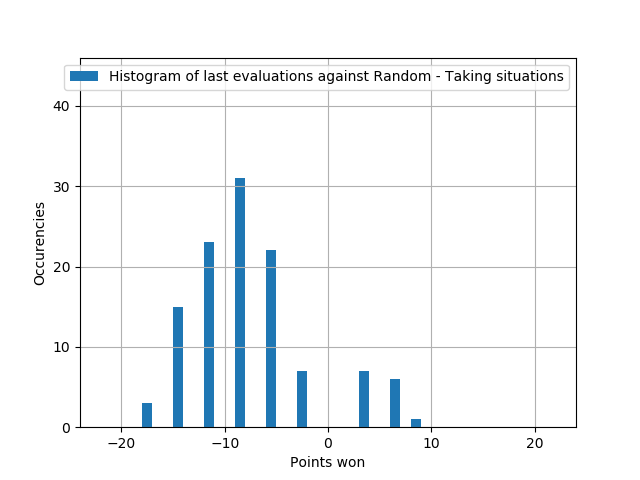 Histogram of last evaluations against Random - Taking situations
40
30
20
10
0
Occurencies
−20 −10 0 10 20
Points won